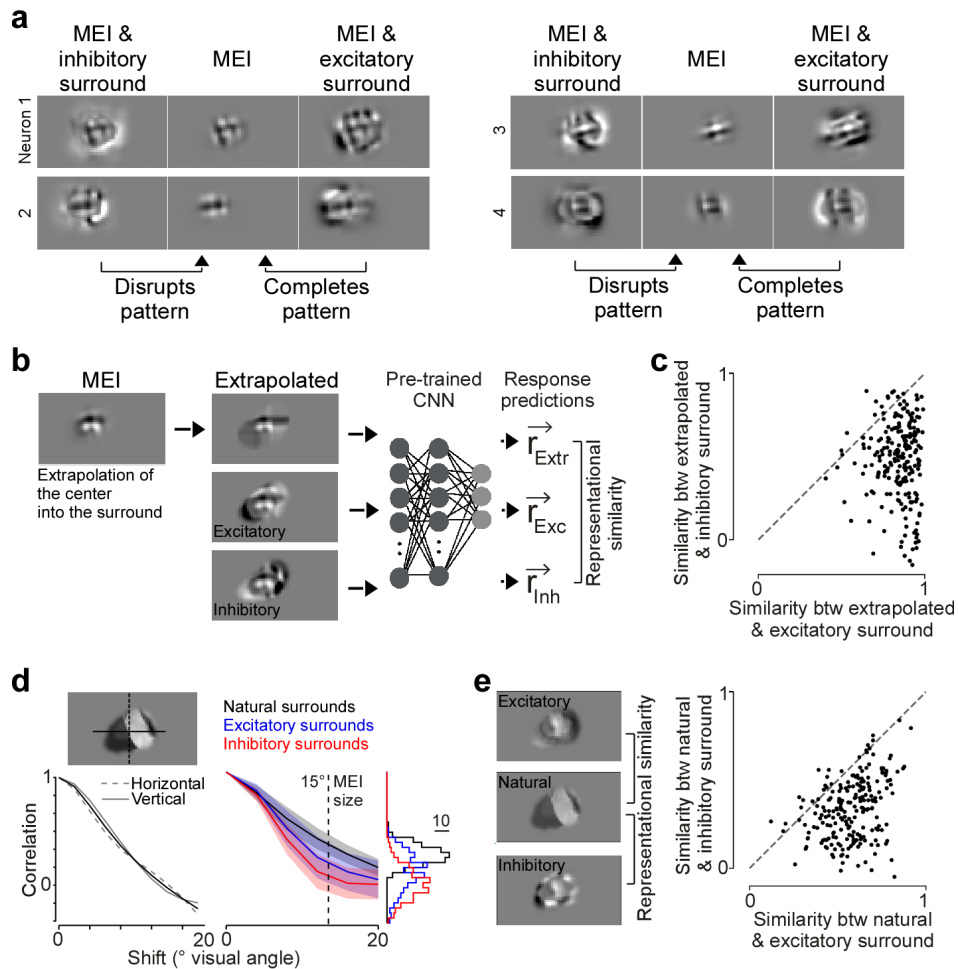 a
MEI &
inhibitory
surround
MEI
MEI &
excitatory
surround
Neuron 1
2
Disrupts
pattern
Completes
pattern
MEI &
inhibitory
surround
MEI
MEI &
excitatory
surround
3
4
Disrupts
pattern
Completes
pattern
b
MEI
Extrapolation of
the center
into the surround
Extrapolated
Excitatory
Inhibitory
Pre-trained
CNN
Response
predictions
r Extr
r Exc
r Inh
Representational
similarity
c
Similarity btw extrapolated
& inhibitory surround
1
0
0
1
Similarity btw extrapolated
& excitatory surround
d
Horizontal
Vertical
Correlation
1
0
0
20
Shift (° visual angle)
Natural surrounds
Excitatory surrounds
Inhibitory surrounds
15°
MEI
size
10
0
20
e
Excitatory
Natural
Inhibitory
Representational similarity
Representational similarity
Similarity btw natural
& inhibitory surround
1
0
0
1
Similarity btw natural
& excitatory surround